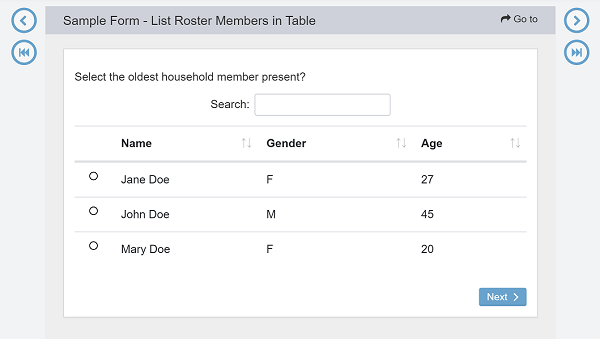 Sample Form - List Roster Members in Table Go to
Select the oldest household member present?
Search:
Name Gender Age
Jane Doe F 27
John Doe M 45
Mary Doe F 20
Next